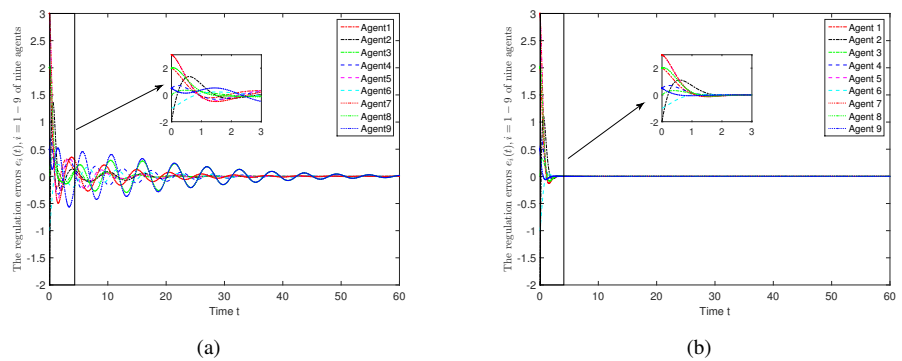 The regulation errors e_i(t), i = 1 − 9 of nine agents
3
2.5
2
1.5
1
0.5
0
-0.5
-1
-1.5
-2
0 10 20 30 40 50 60
Time t
2
0
-2
0 1 2 3
Agent1
Agent2
Agent3
Agent4
Agent5
Agent6
Agent7
Agent8
Agent9
(a)
The regulation errors e_i(t), i = 1 − 9 of nine agents
3
2.5
2
1.5
1
0.5
0
-0.5
-1
-1.5
-2
0 10 20 30 40 50 60
Time t
2
0
-2
0 1 2 3
Agent 1
Agent 2
Agent 3
Agent 4
Agent 5
Agent 6
Agent 7
Agent 8
Agent 9
(b)